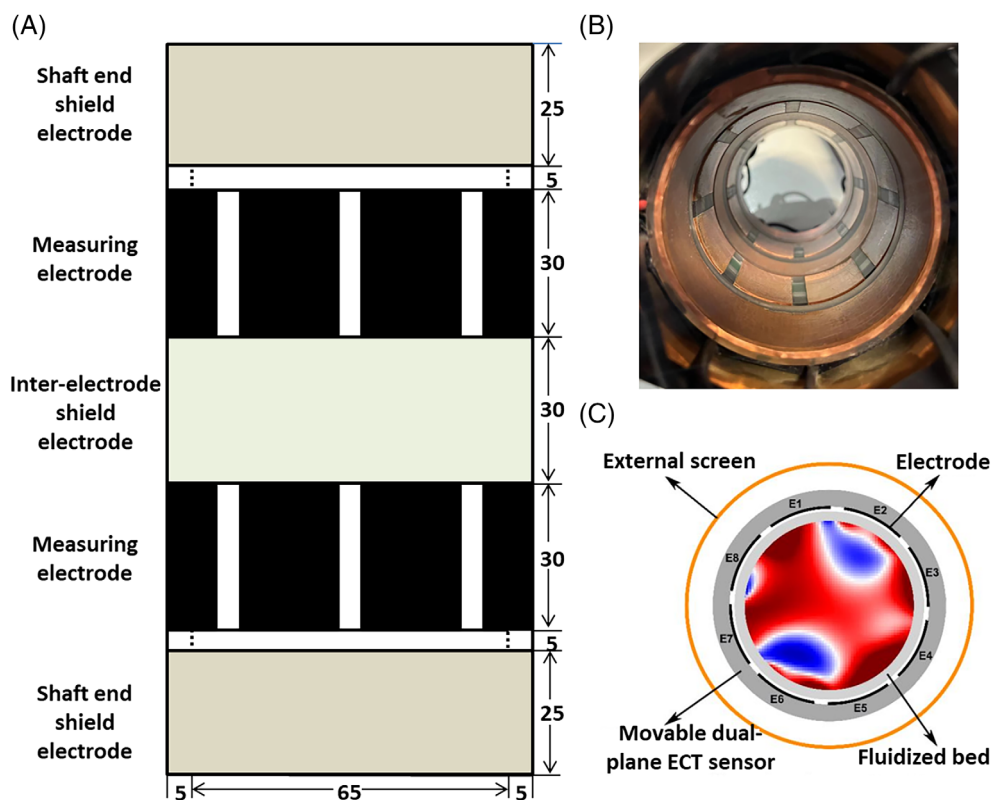 (A)
Shaft end
shield
electrode
25
5
Measuring
electrode
30
Inter-electrode
shield
electrode
30
Measuring
electrode
30
5
Shaft end
shield
electrode
25
5
65
5
(B)
(C)
External screen
Electrode
E1
E2
E3
E4
E5
E6
E7
E8
Movable dual-
plane ECT sensor
Fluidized bed